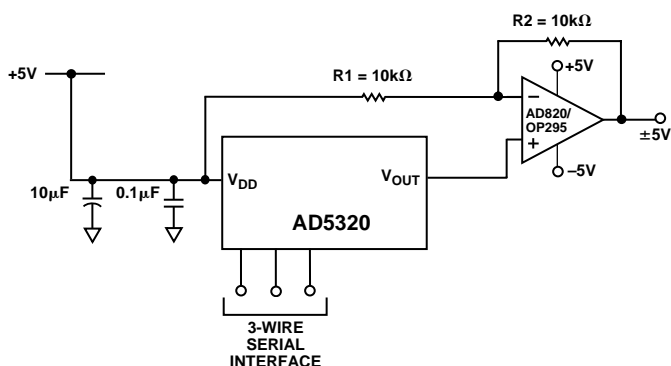 R2 = 10kΩ
+5V
R1 = 10kΩ
+5V
−
AD820/
OP295
+
±5V
–5V
10µF
0.1µF
VDD
VOUT
AD5320
3-WIRE
SERIAL
INTERFACE